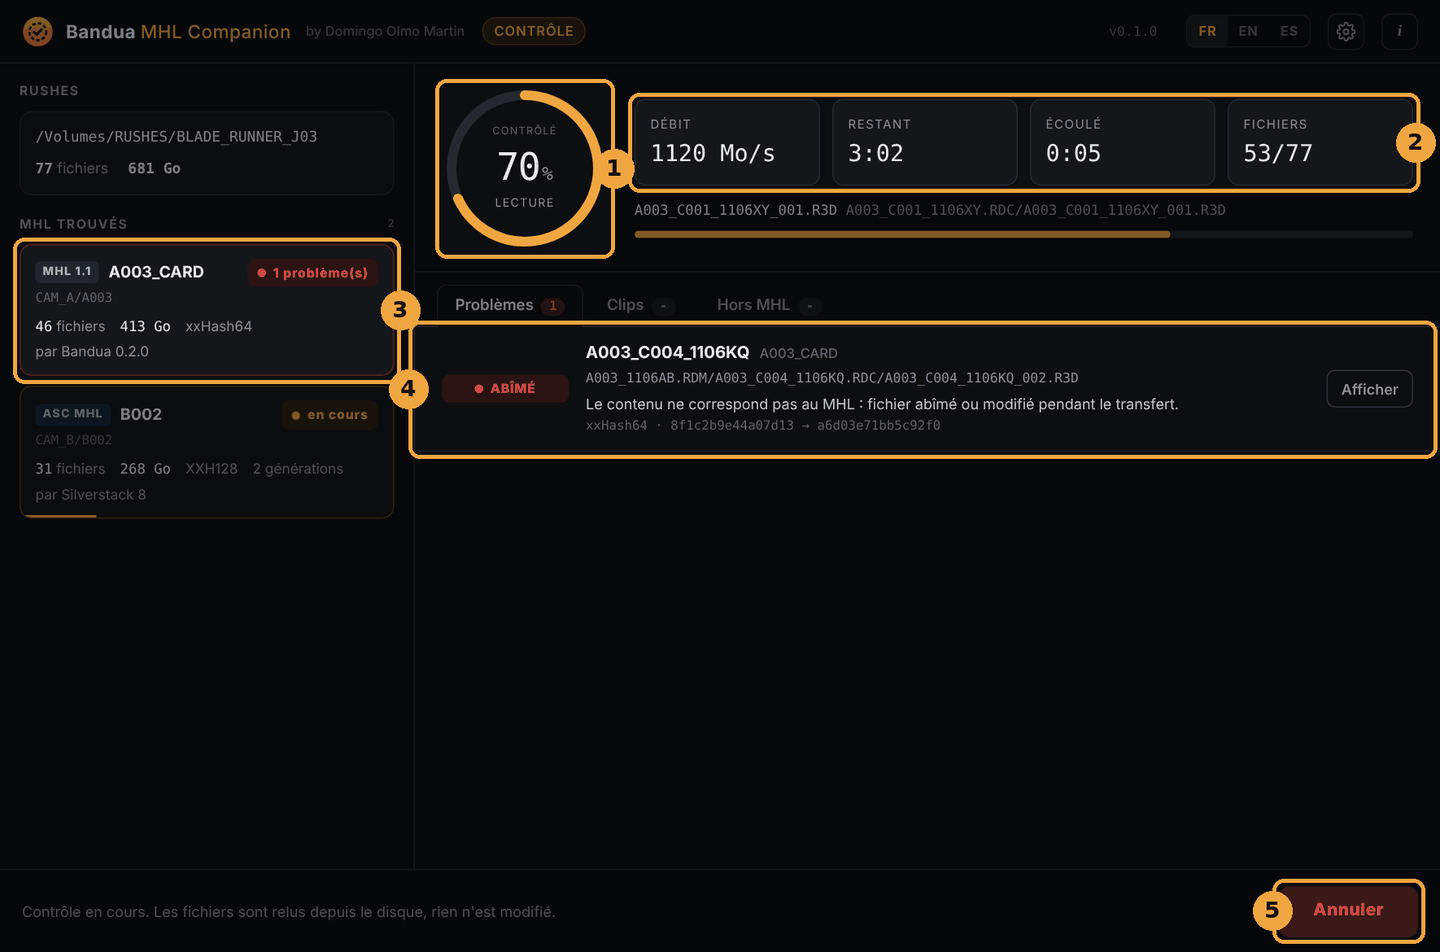 Bandua MHL Companion by Domingo Olmo Martin CONTRÔLE v0.1.0 FR EN ES i
RUSHES
/Volumes/RUSHES/BLADE_RUNNER_J03
77 fichiers 681 Go
MHL TROUVÉS 2
MHL 1.1 A003_CARD 1 problème(s)
CAM_A/A003
46 fichiers 413 Go xxHash64
par Bandua 0.2.0
3
ASC MHL B002 en cours
CAM_B/B002
31 fichiers 268 Go XXH128 2 générations
par Silverstack 8
CONTRÔLÉ
70%
LECTURE
1
DÉBIT
1120 Mo/s
RESTANT
3:02
ÉCOULÉ
0:05
FICHIERS
53/77
2
A003_C001_1106XY_001.R3D A003_C001_1106XY.RDC/A003_C001_1106XY_001.R3D
Problèmes 1 Clips - Hors MHL -
4
ABÎMÉ
A003_C004_1106KQ A003_CARD
A003_1106AB.RDM/A003_C004_1106KQ.RDC/A003_C004_1106KQ_002.R3D
Le contenu ne correspond pas au MHL : fichier abîmé ou modifié pendant le transfert.
xxHash64 · 8f1c2b9e44a07d13 → a6d03e71bb5c92f0
Afficher
Contrôle en cours. Les fichiers sont relus depuis le disque, rien n'est modifié.
5
Annuler